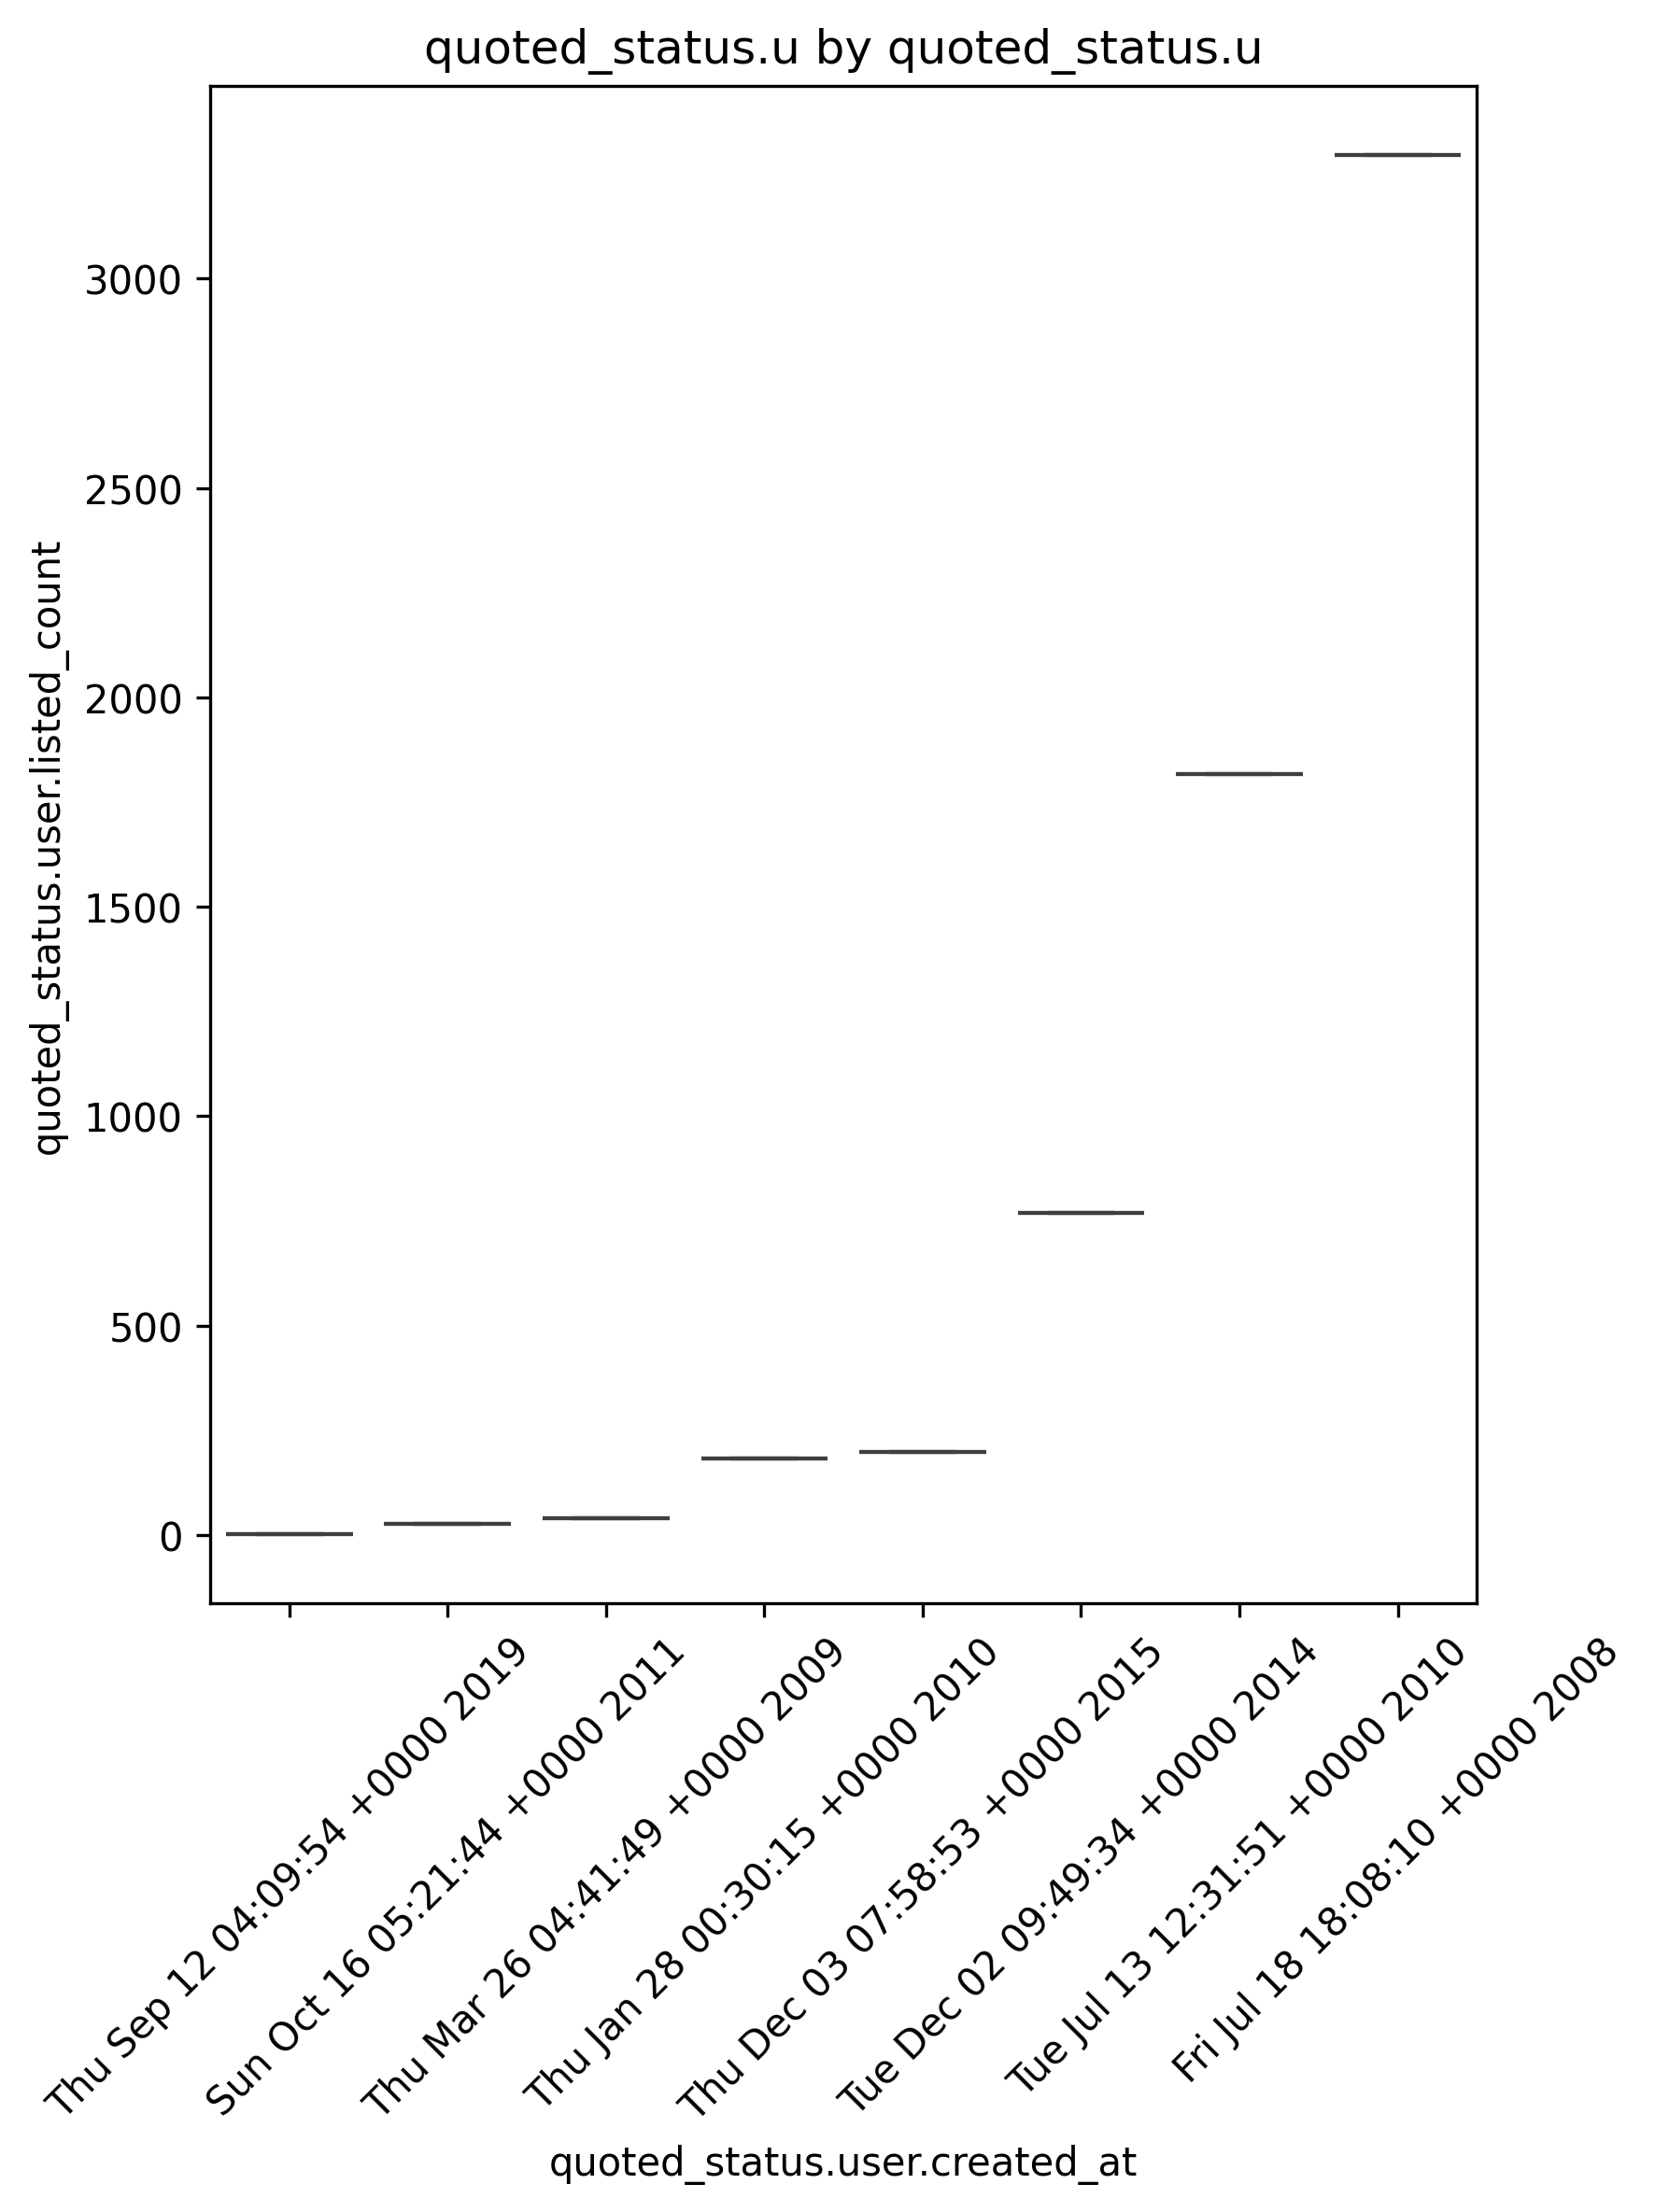 quoted_status.u by quoted_status.u
quoted_status.user.listed_count
3000
2500
2000
1500
1000
500
0
Thu Sep 12 04:09:54 +0000 2019
Sun Oct 16 05:21:44 +0000 2011
Thu Mar 26 04:41:49 +0000 2009
Thu Jan 28 00:30:15 +0000 2010
Thu Dec 03 07:58:53 +0000 2015
Tue Dec 02 09:49:34 +0000 2014
Tue Jul 13 12:31:51 +0000 2010
Fri Jul 18 18:08:10 +0000 2008
quoted_status.user.created_at